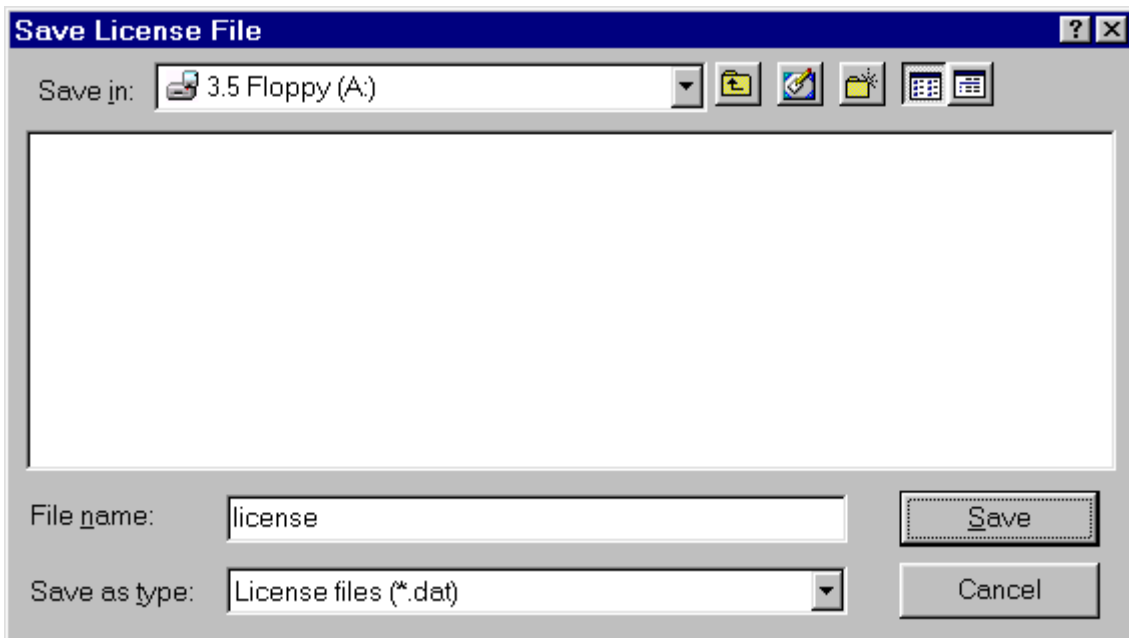 Save License File
Save in: 3.5 Floppy (A:)
File name: license Save
Save as type: License files (*.dat) Cancel